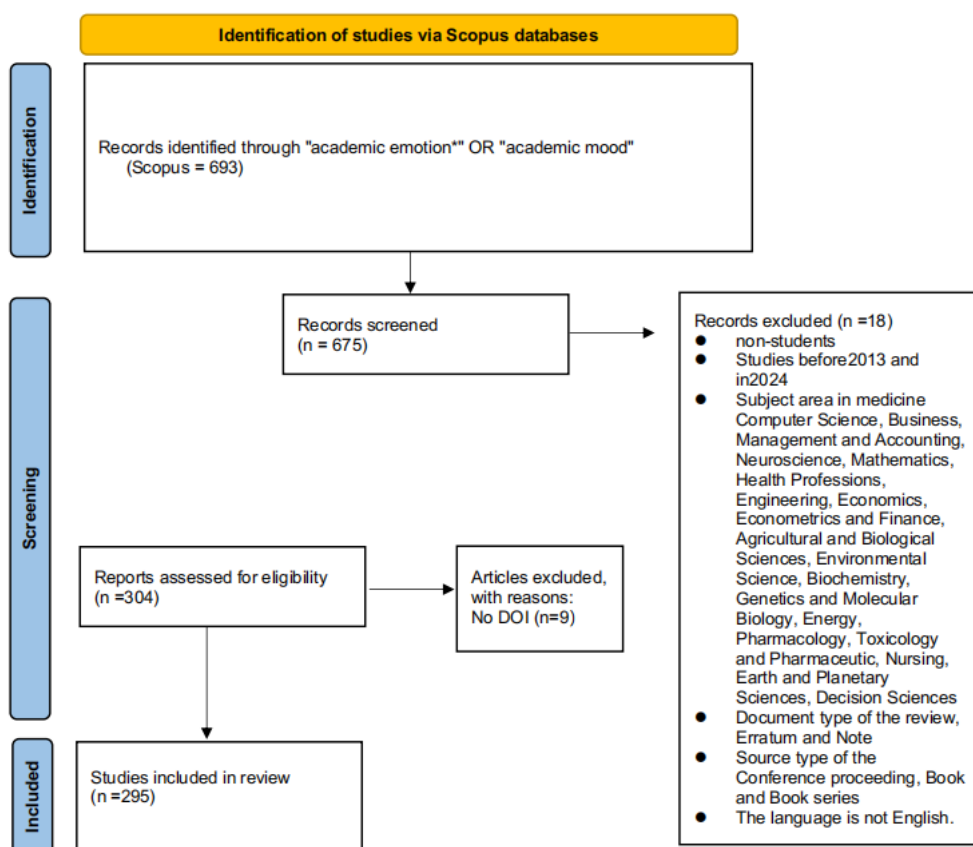 Identification of studies via Scopus databases
Identification
Records identified through "academic emotion*" OR "academic mood"
(Scopus = 693)
Screening
Records screened
(n = 675)
Records excluded (n =18)
● non-students
● Studies before2013 and
in2024
● Subject area in medicine
Computer Science, Business,
Management and Accounting,
Neuroscience, Mathematics,
Health Professions,
Engineering, Economics,
Econometrics and Finance,
Agricultural and Biological
Sciences, Environmental
Science, Biochemistry,
Genetics and Molecular
Biology, Energy,
Pharmacology, Toxicology
and Pharmaceutic, Nursing,
Earth and Planetary
Sciences, Decision Sciences
● Document type of the review,
Erratum and Note
● Source type of the
Conference proceeding, Book
and Book series
● The language is not English.
Reports assessed for eligibility
(n =304)
Articles excluded,
with reasons:
No DOI (n=9)
Included
Studies included in review
(n =295)